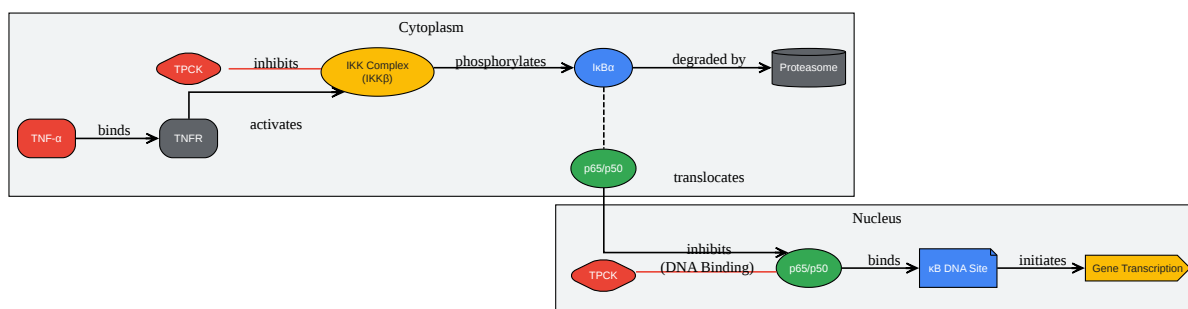 Cytoplasm
TPCK
inhibits
IKK Complex
(IKKβ)
phosphorylates
IκBα
degraded by
Proteasome
TNF-α
binds
TNFR
activates
p65/p50
translocates
Nucleus
TPCK
inhibits
(DNA Binding)
p65/p50
binds
κB DNA Site
initiates
Gene Transcription